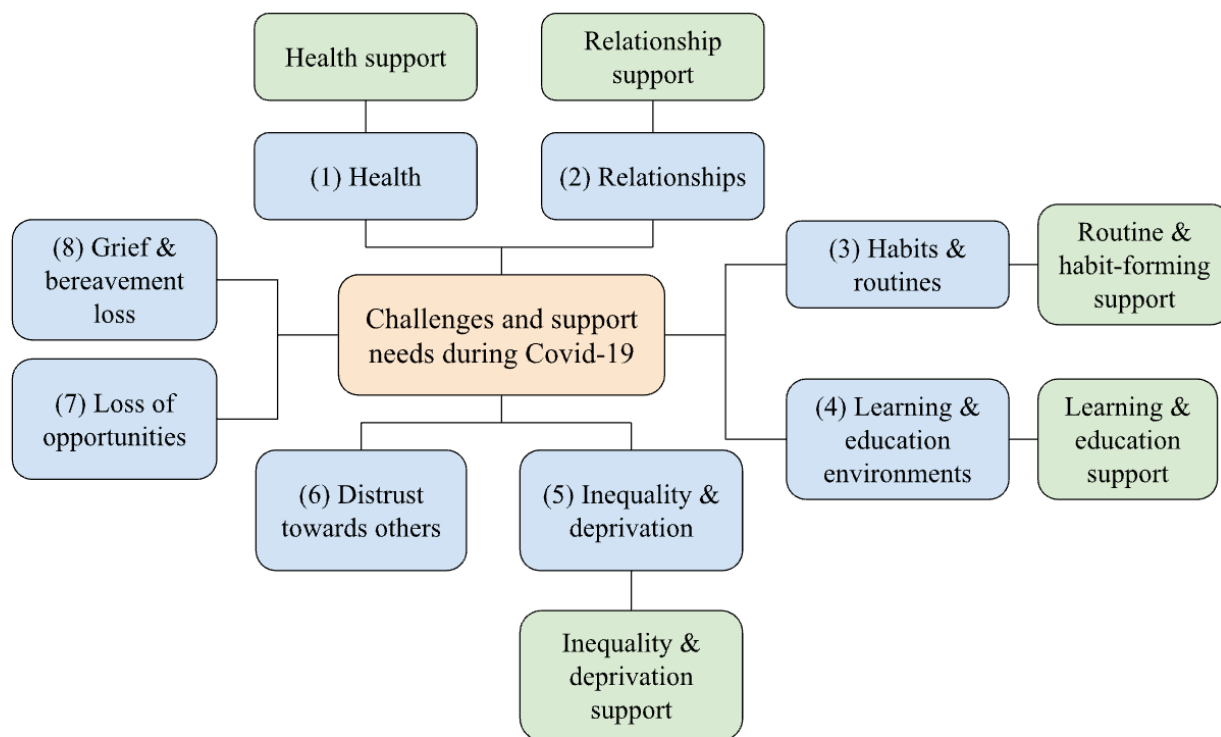 Health support
Relationship
support
(1) Health
(2) Relationships
(8) Grief &
bereavement
loss
(3) Habits &
routines
Routine &
habit-forming
support
Challenges and support
needs during Covid-19
(7) Loss of
opportunities
(4) Learning &
education
environments
Learning &
education
support
(6) Distrust
towards others
(5) Inequality &
deprivation
Inequality &
deprivation
support